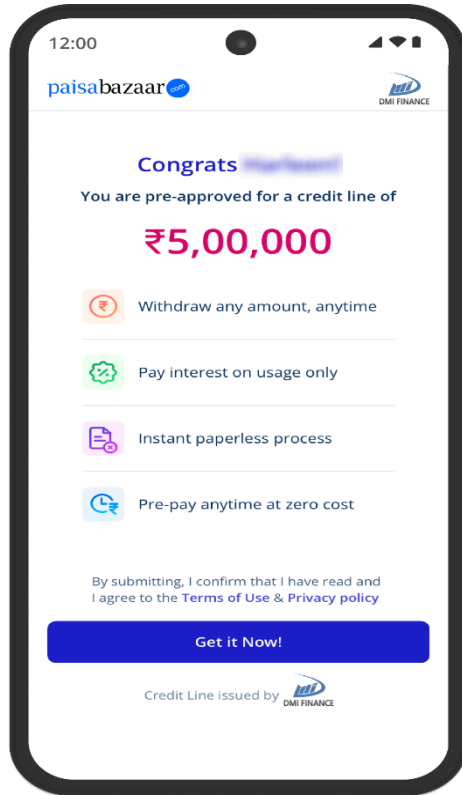 12:00
paisabazaar.com
DMI FINANCE
Congrats
You are pre-approved for a credit line of
₹5,00,000
Withdraw any amount, anytime
Pay interest on usage only
Instant paperless process
Pre-pay anytime at zero cost
By submitting, I confirm that I have read and
I agree to the Terms of Use & Privacy policy
Get it Now!
Credit Line issued by DMI FINANCE